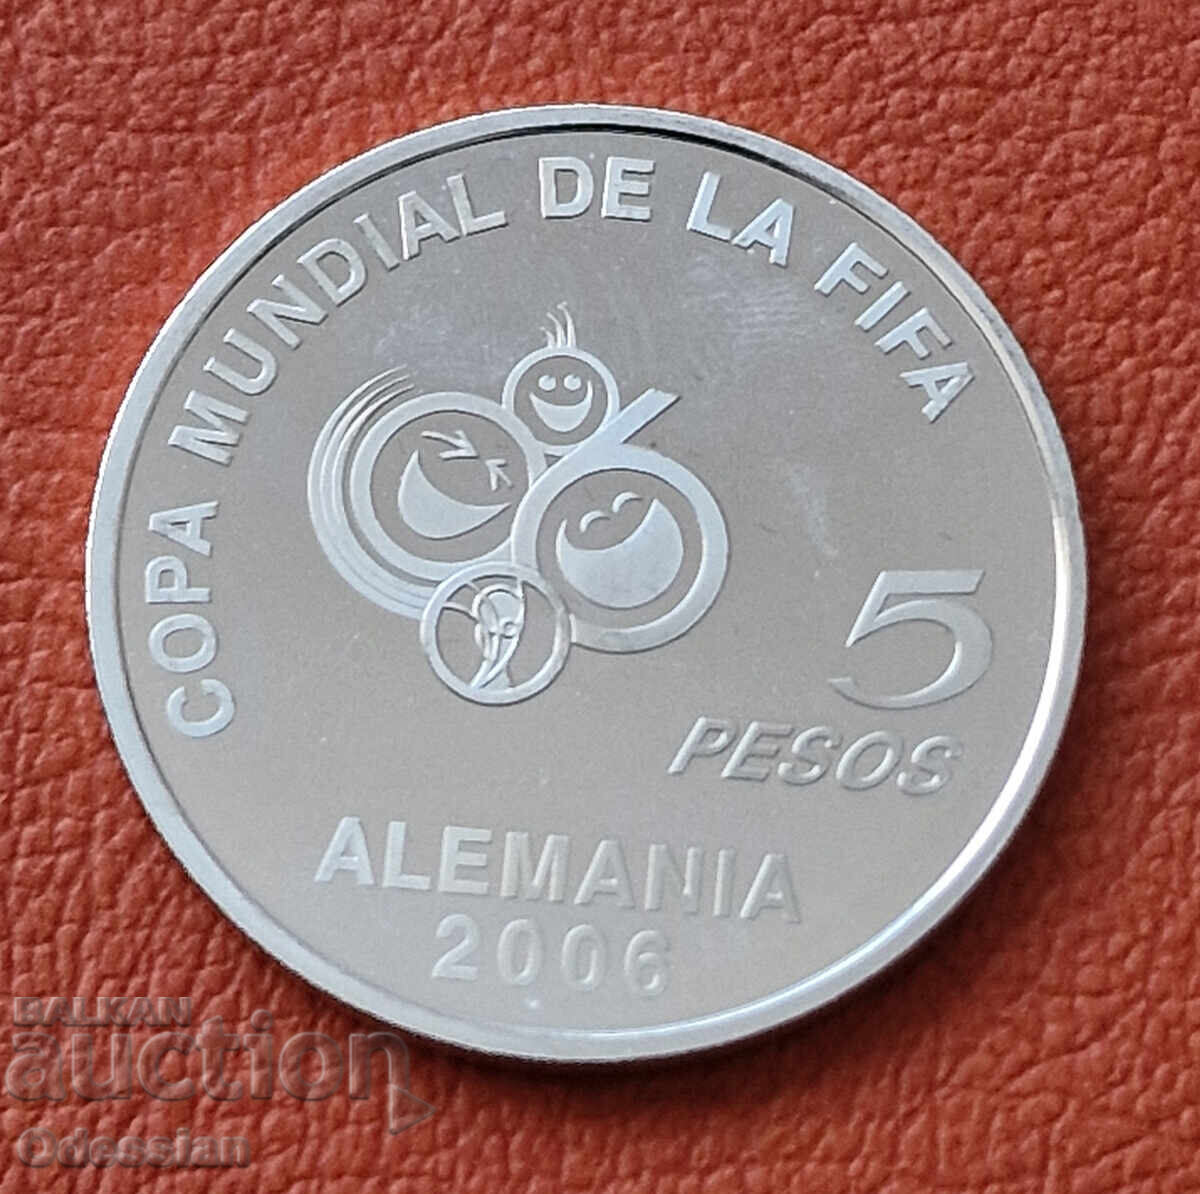 COPA MUNDIAL DE LA FIFA
5
PESOS
ALEMANIA
2006
BALKAN
auction
Odessian